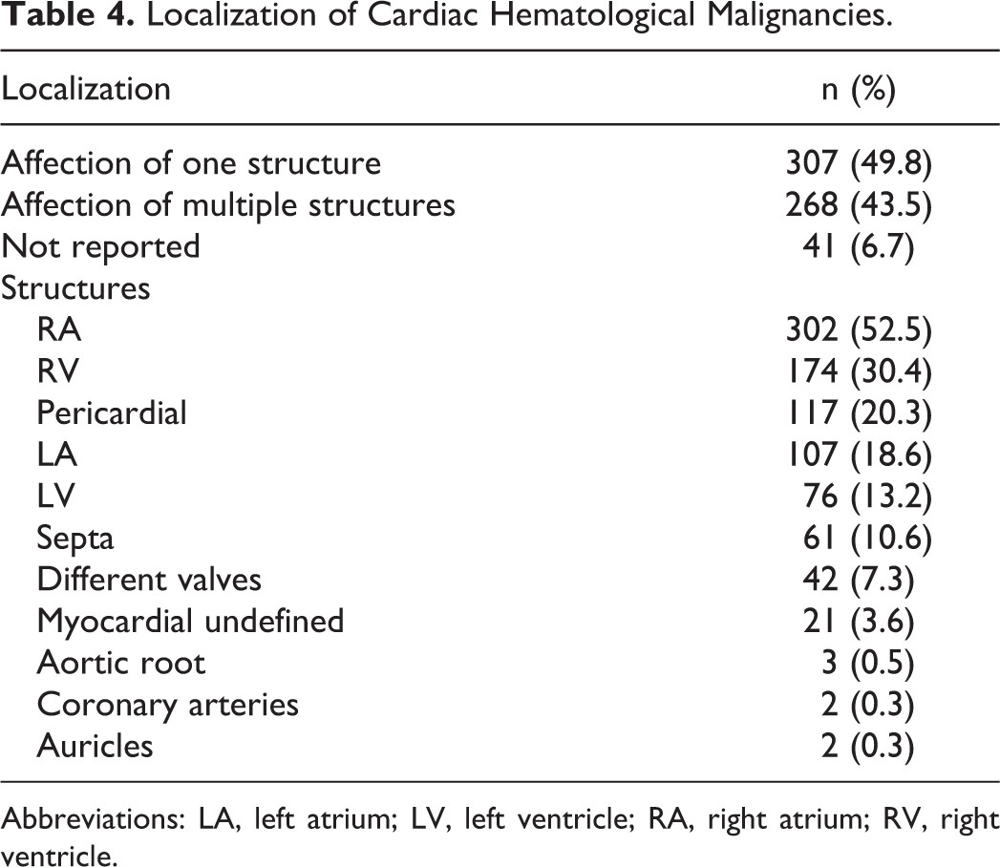 Table 4. Localization of Cardiac Hematological Malignancies.
Localization n (%)
Affection of one structure 307 (49.8)
Affection of multiple structures 268 (43.5)
Not reported 41 (6.7)
Structures
RA 302 (52.5)
RV 174 (30.4)
Pericardial 117 (20.3)
LA 107 (18.6)
LV 76 (13.2)
Septa 61 (10.6)
Different valves 42 (7.3)
Myocardial undefined 21 (3.6)
Aortic root 3 (0.5)
Coronary arteries 2 (0.3)
Auricles 2 (0.3)
Abbreviations: LA, left atrium; LV, left ventricle; RA, right atrium; RV, right
ventricle.